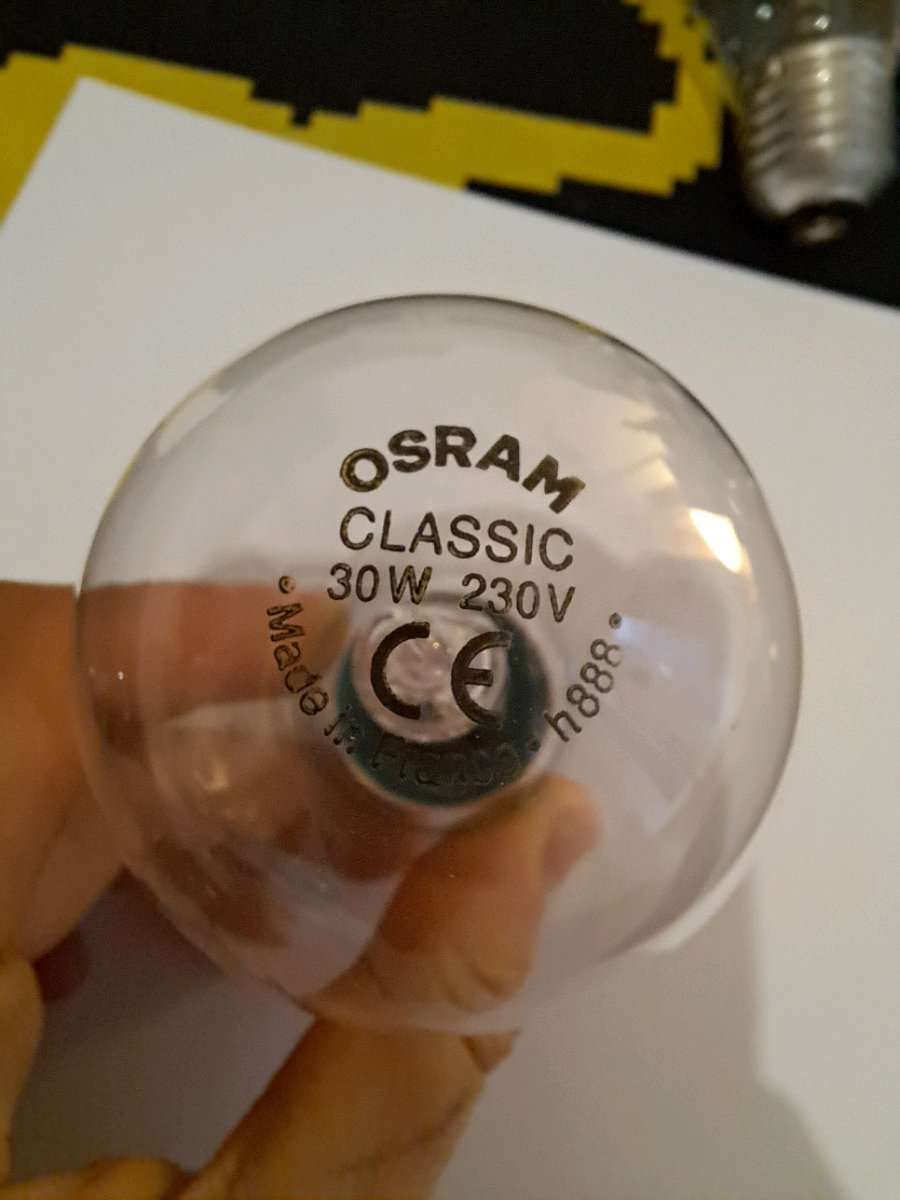 OSRAM
CLASSIC
30W 230V
CE
• Made in France • h888 •